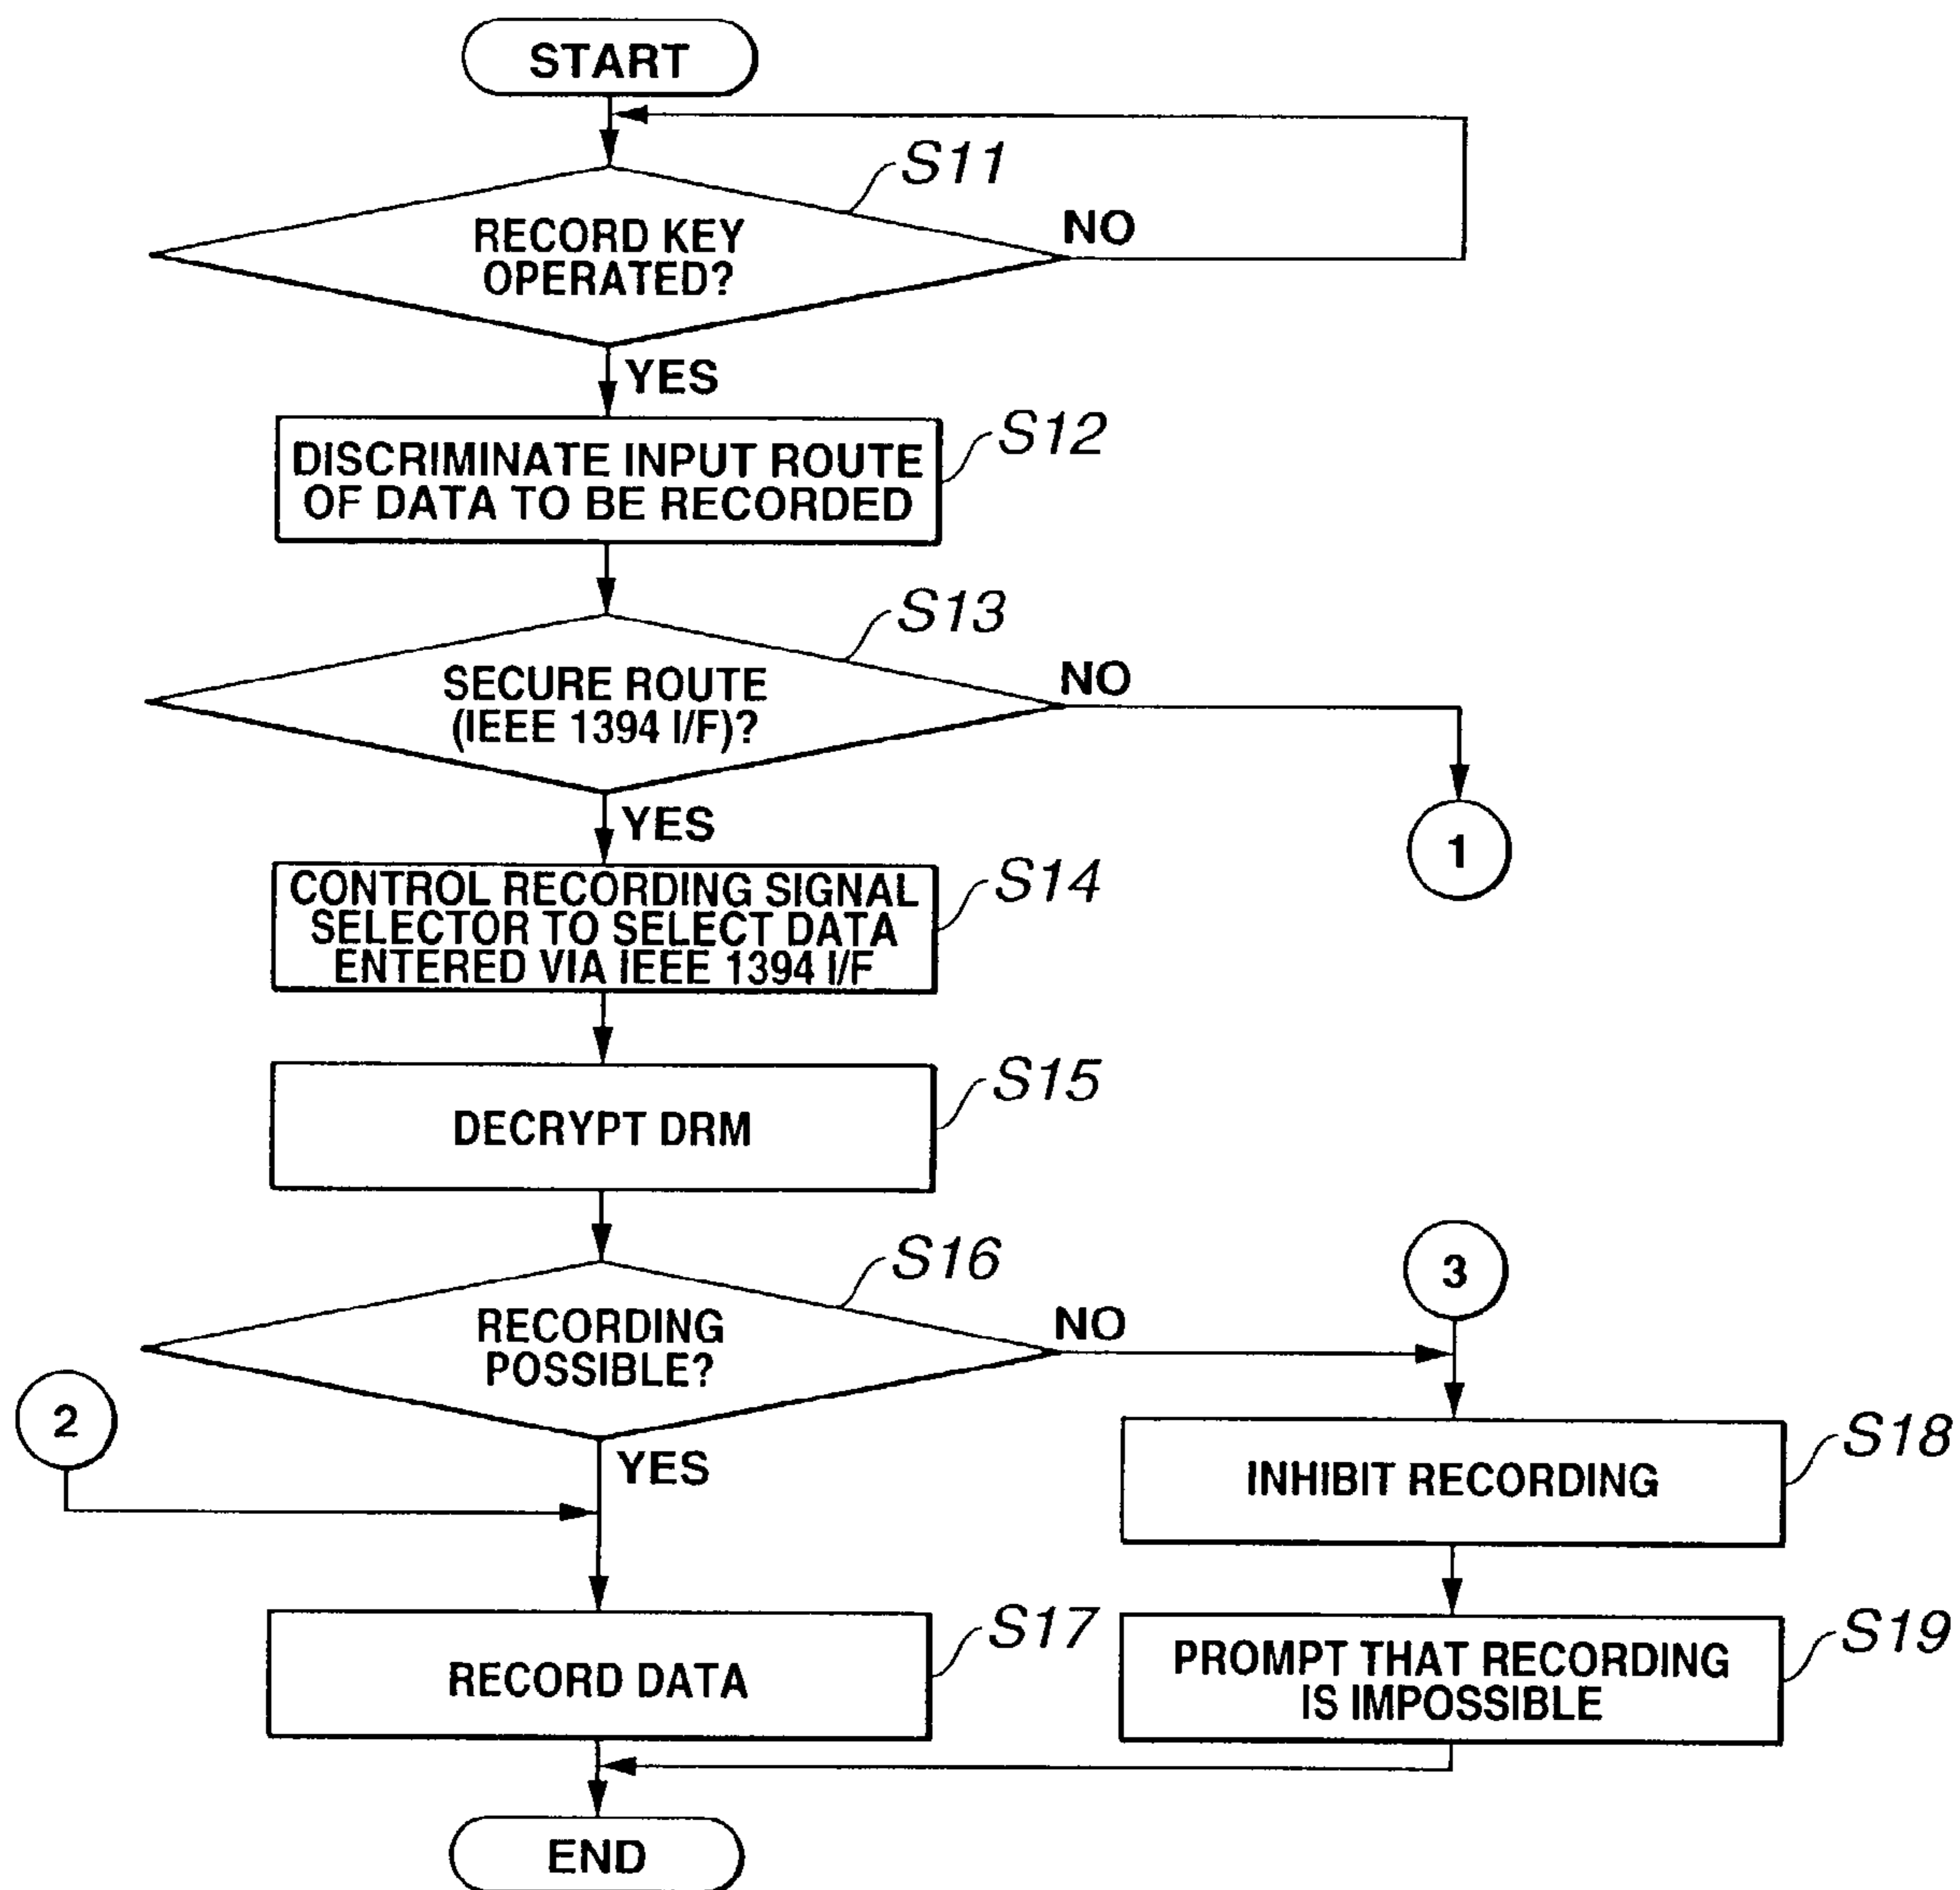 START
S11
RECORD KEY
OPERATED?
NO
YES
S12
DISCRIMINATE INPUT ROUTE
OF DATA TO BE RECORDED
S13
SECURE ROUTE
(IEEE 1394 I/F)?
NO
YES
1
S14
CONTROL RECORDING SIGNAL
SELECTOR TO SELECT DATA
ENTERED VIA IEEE 1394 I/F
S15
DECRYPT DRM
S16
RECORDING
POSSIBLE?
NO
3
2
YES
S18
INHIBIT RECORDING
S17
RECORD DATA
S19
PROMPT THAT RECORDING
IS IMPOSSIBLE
END